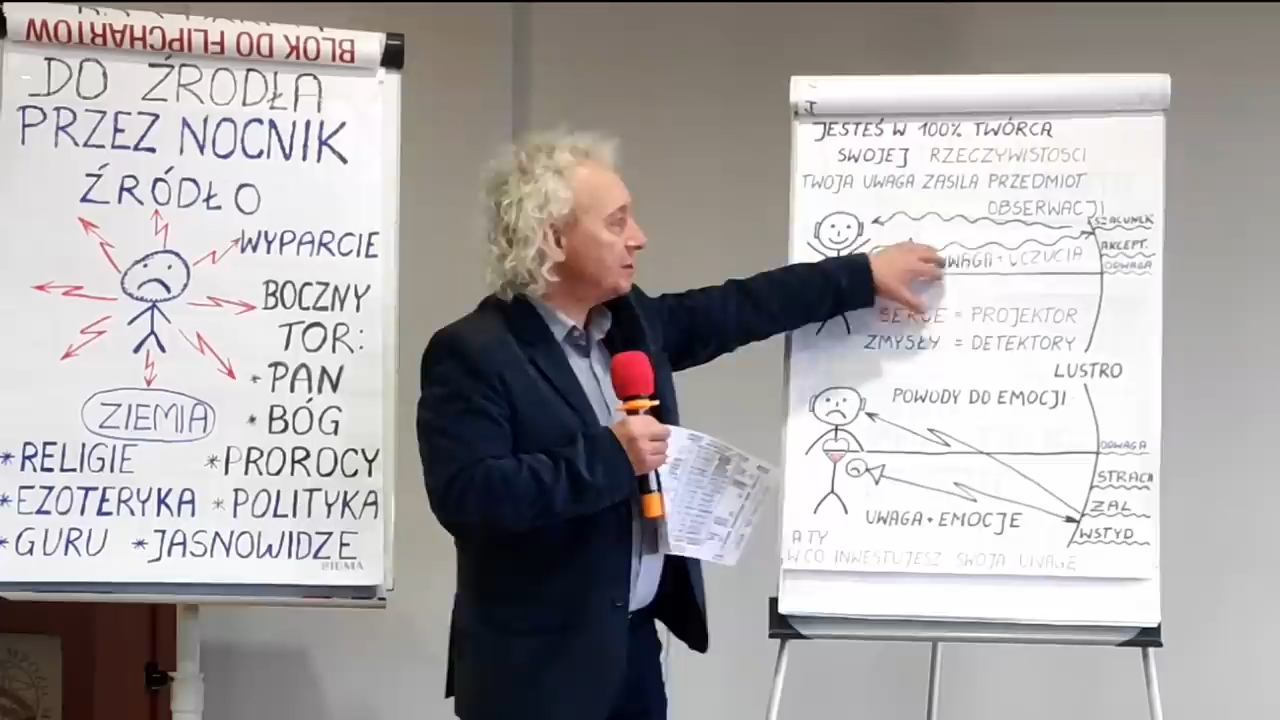 BLOK DO FLIPCHARTÓW
DO ŹRODŁA
PRZEZ NOCNIK
ŹRÓDŁO
WYPARCIE
BOCZNY
TOR:
• PAN
• BÓG
ZIEMIA
* RELIGIE * PROROCY
* EZOTERYKA * POLITYKA
* GURU * JASNOWIDZE
JESTEŚ W 100% TWÓRCĄ
SWOJEJ RZECZYWISTOŚCI
TWOJA UWAGA ZASILA PRZEDMIOT
OBSERWACJI
SZACUNEK
AKCEPT.
ODWAGA
UWAGA + UCZUCIA
SERCE = PROJEKTOR
ZMYSŁY = DETEKTORY
LUSTRO
POWODY DO EMOCJI
ODWAGA
STRACH
ŻAL
WSTYD
UWAGA + EMOCJE
A TY
W CO INWESTUJESZ SWOJĄ UWAGĘ